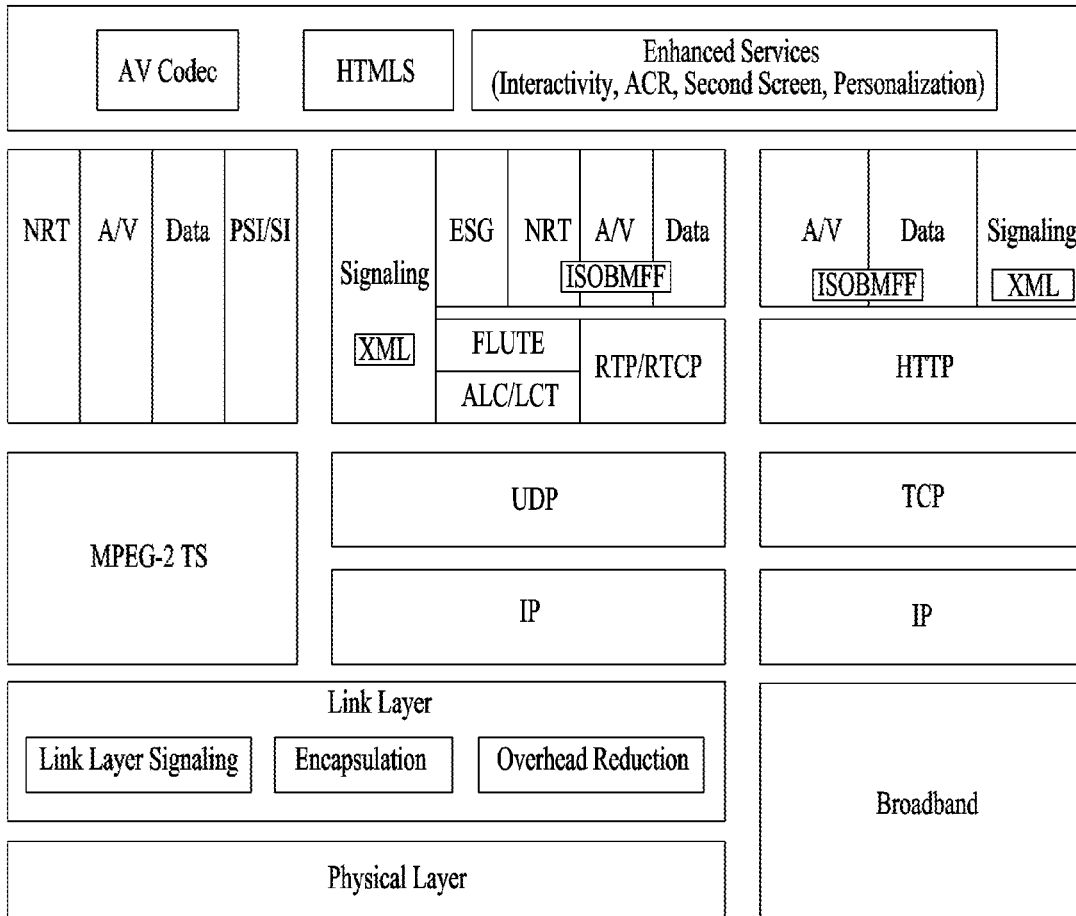 AV Codec
HTMLS
Enhanced Services
(Interactivity, ACR, Second Screen, Personalization)
NRT
A/V
Data
PSI/SI
Signaling
XML
ESG
NRT
A/V
Data
ISOBMFF
FLUTE
ALC/LCT
RTP/RTCP
A/V
Data
ISOBMFF
Signaling
XML
HTTP
MPEG-2 TS
UDP
IP
TCP
IP
Link Layer
Link Layer Signaling
Encapsulation
Overhead Reduction
Physical Layer
Broadband